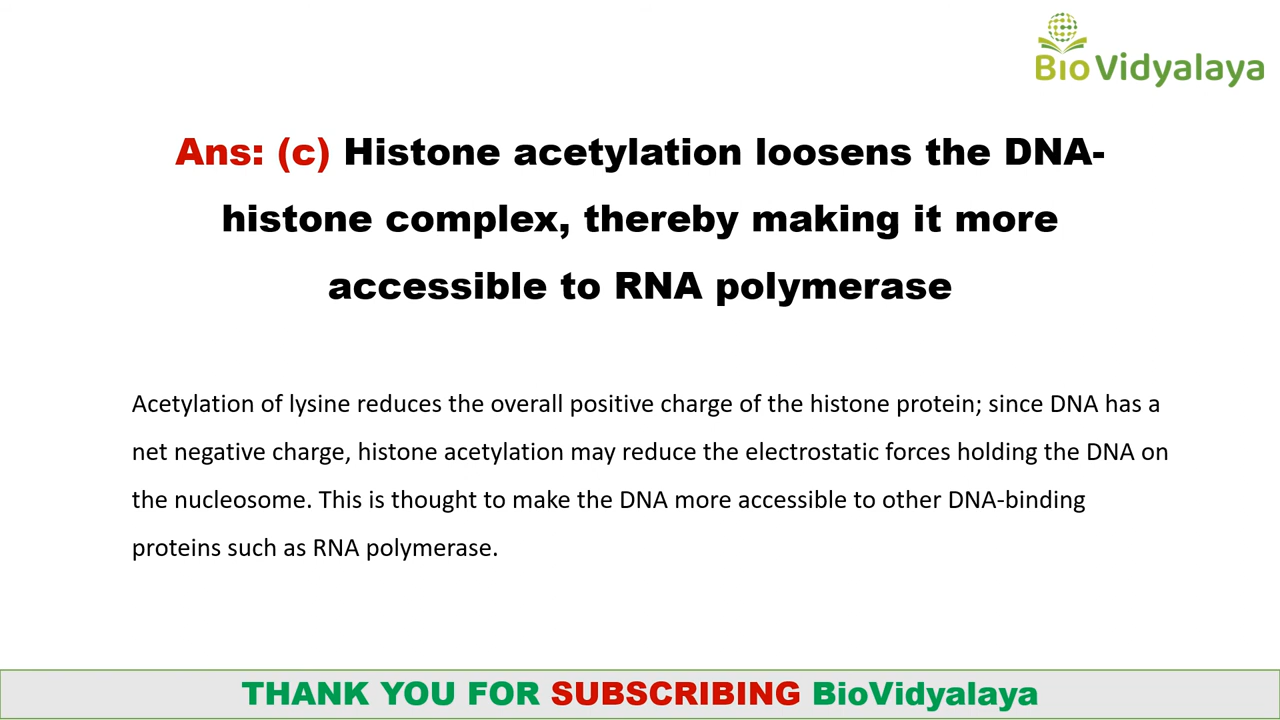 Bio Vidyalaya
Ans: (c) Histone acetylation loosens the DNA-
histone complex, thereby making it more
accessible to RNA polymerase
Acetylation of lysine reduces the overall positive charge of the histone protein; since DNA has a
net negative charge, histone acetylation may reduce the electrostatic forces holding the DNA on
the nucleosome. This is thought to make the DNA more accessible to other DNA-binding
proteins such as RNA polymerase.
THANK YOU FOR SUBSCRIBING BioVidyalaya